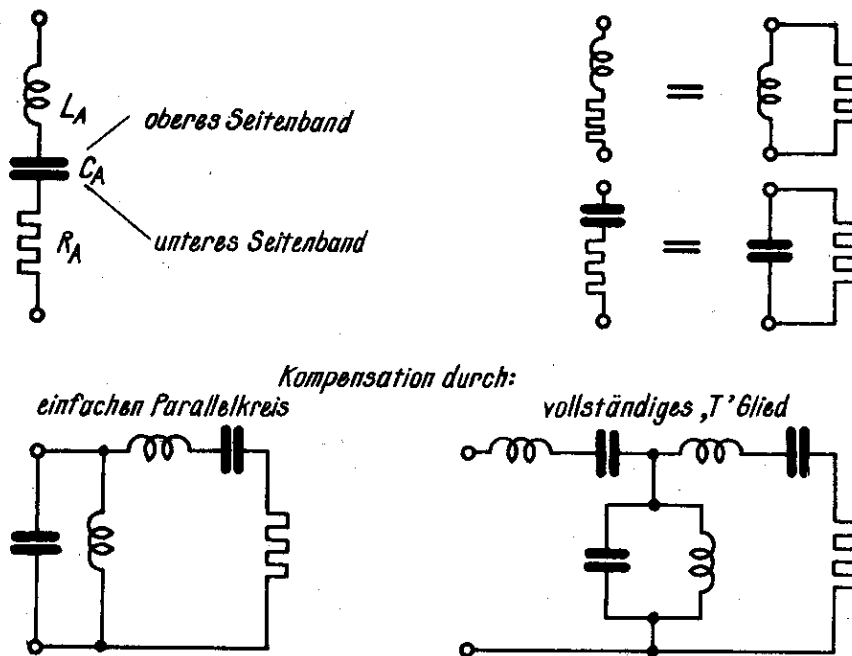 L_A
oberes Seitenband
C_A
R_A
unteres Seitenband
Kompensation durch:
einfachen Parallelkreis
vollständiges ‚T' Glied